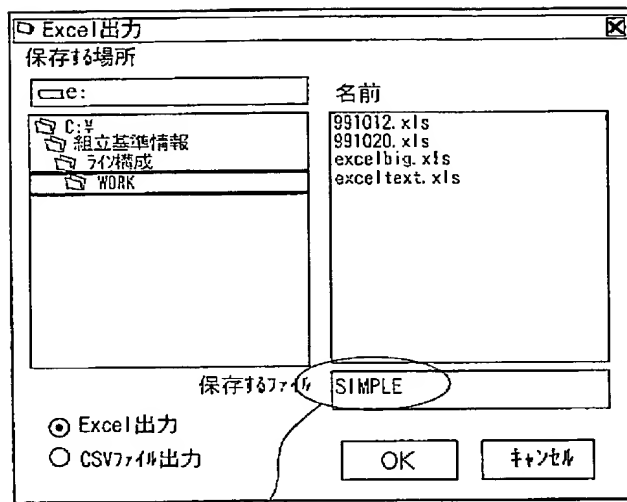 Excel出力
保存する場所
e:
名前
C:¥
組立基準情報
ﾗｲﾝ構成
WORK
991012.xls
991020.xls
excelbig.xls
exceltext.xls
保存するﾌｧｲﾙ
SIMPLE
Excel出力
CSVﾌｧｲﾙ出力
OK
ｷｬﾝｾﾙ